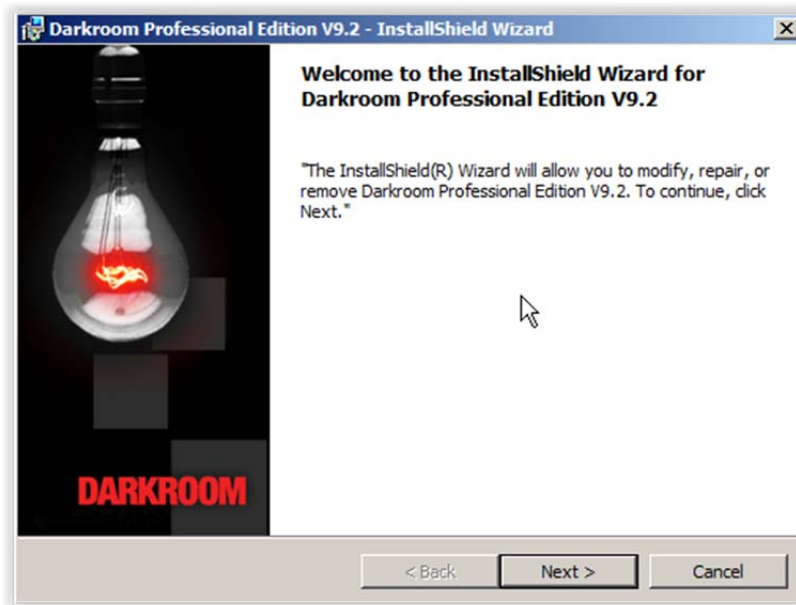 Darkroom Professional Edition V9.2 - InstallShield Wizard
Welcome to the InstallShield Wizard for
Darkroom Professional Edition V9.2
"The InstallShield(R) Wizard will allow you to modify, repair, or
remove Darkroom Professional Edition V9.2. To continue, click
Next."
DARKROOM
< Back
Next >
Cancel